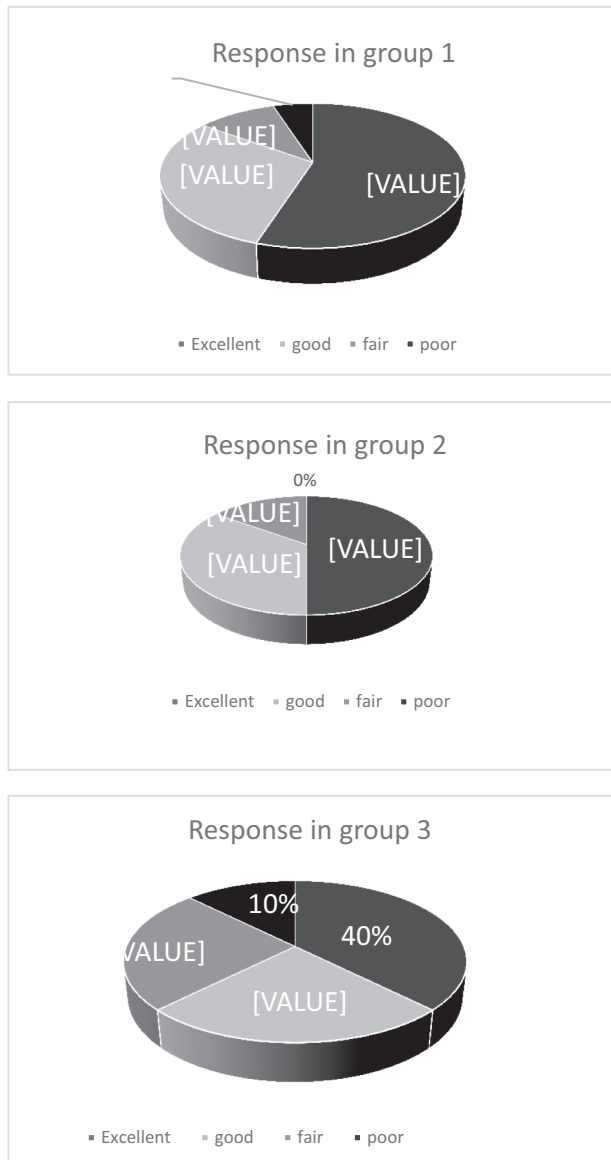 Response in group 1
[VALUE]
[VALUE]
[VALUE]
Excellent good fair poor
Response in group 2
0%
[VALUE]
[VALUE]
[VALUE]
Excellent good fair poor
Response in group 3
10%
40%
VALUE]
[VALUE]
Excellent good fair poor